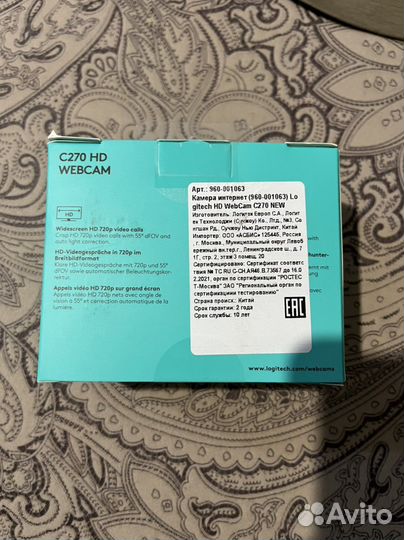 C270 HD
WEBCAM
HD
Widescreen HD 720p video calls
Crisp HD 720p video calls with 55° dFOV and
auto light correction.
HD-Videogespräche in 720p im
Breitbildformat
Klare HD-Videogespräche mit 720p und 55°
dFOV sowie automatischer Beleuchtungskor-
rektur.
Appels vidéo HD 720p sur grand écran
Appels vidéo HD 720p nets avec angle de
vision à 55° et correction automatique de la
lumière.
Арт.: 960-001063
Камера интернет (960-001063) Lo
gitech HD WebCam C270 NEW
Изготовитель: Логитек Европ С.А., Логит
ек Технолоджи (Сучжоу) Ко., Лтд., №3, Со
нгшан Рд., Сучжоу Нью Дистрикт, Китай
Импортер: ООО «АСБИС» 125445, Россия
, г. Москва , Муниципальный округ Левоб
ережный вн.тер.г., Ленинградское ш., д. 7
1Г, стр. 2, этаж 3 помещ. 20
Сертифицировано: Сертификат соответс
твия № ТС RU C-CH.АЯ46.В.73567 до 16.0
2.2021, орган по сертификации "РОСТЕС
Т-Москва" ЗАО "Региональный орган по
сертификации и тестированию"
Страна происх.: Китай
Срок гарантии: 2 года
Срок службы: 10 лет
EAC
hunter-
www.logitech.com/webcams
Avito